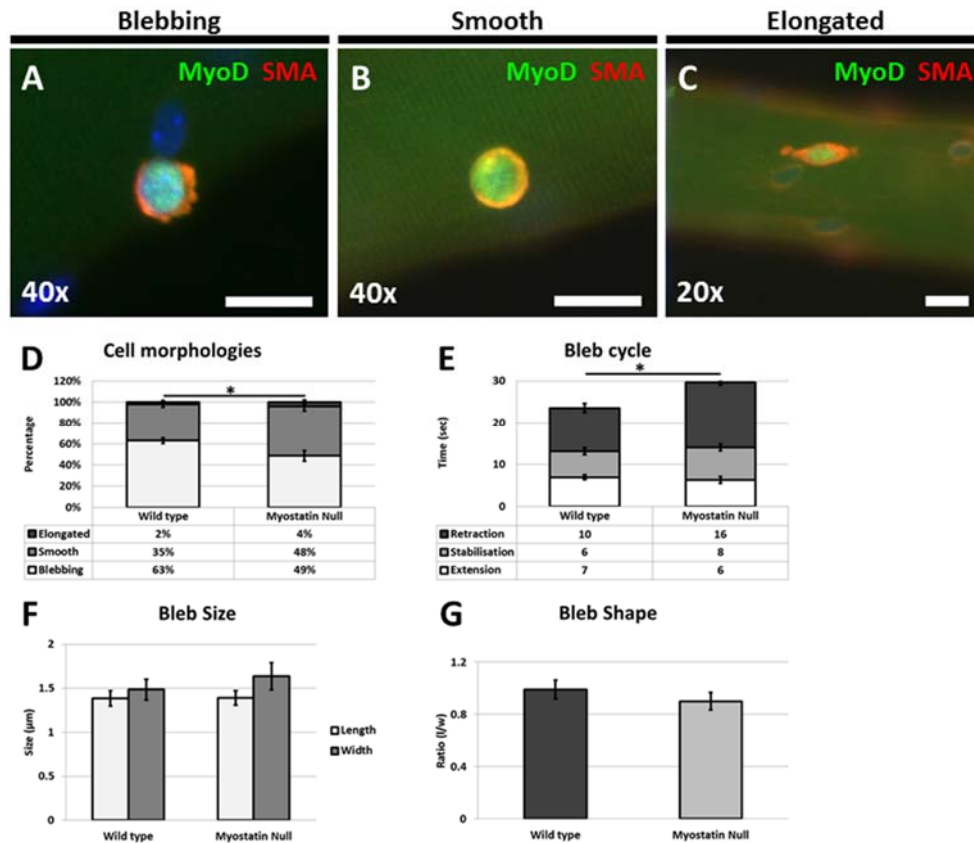 Blebbing Smooth Elongated
A MyoD SMA B MyoD SMA C MyoD SMA
40x 40x 20x
D Cell morphologies
120%
100%
80%
60%
40%
20%
0%
Percentage
*
Wild type Myostatin Null
Elongated 2% 4%
Smooth 35% 48%
Blebbing 63% 49%
E Bleb cycle
30
20
10
0
Time (sec)
*
Wild type Myostatin Null
Retraction 10 16
Stabilisation 6 8
Extension 7 6
F Bleb Size
2
1.5
1
0.5
0
Size (µm)
Length
Width
Wild type Myostatin Null
G Bleb Shape
1.2
0.8
0.4
0
Ratio (l/w)
Wild type Myostatin Null